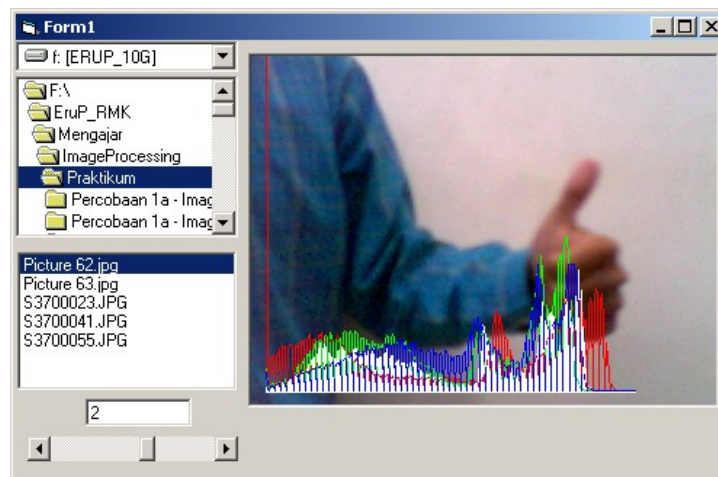 Form1
f: [ERUP_10G]
F:\
EruP_RMK
Mengajar
ImageProcessing
Praktikum
Percobaan 1a - Imag
Percobaan 1a - Imag
Picture 62.jpg
Picture 63.jpg
S3700023.JPG
S3700041.JPG
S3700055.JPG
2